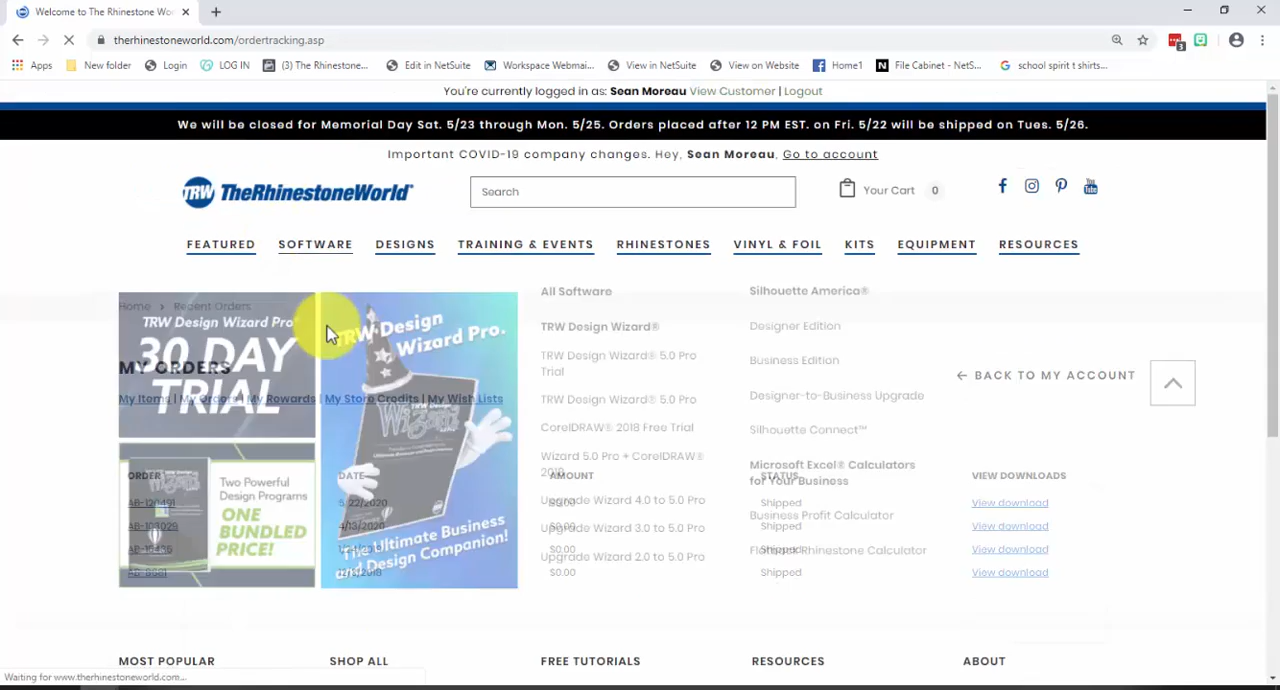 Welcome to The Rhinestone Wor
therhinestoneworld.com/ordertracking.asp
3
Apps New folder Login LOG IN (3) The Rhinestone... Edit in NetSuite Workspace Webmai... View in NetSuite View on Website Home1 File Cabinet - NetS... school spirit t shirts...
You're currently logged in as: Sean Moreau View Customer | Logout
We will be closed for Memorial Day Sat. 5/23 through Mon. 5/25. Orders placed after 12 PM EST. on Fri. 5/22 will be shipped on Tues. 5/26.
Important COVID-19 company changes. Hey, Sean Moreau. Go to account
TRW TheRhinestoneWorld®
Search
Your Cart 0
FEATURED SOFTWARE DESIGNS TRAINING & EVENTS RHINESTONES VINYL & FOIL KITS EQUIPMENT RESOURCES
Home > Recent Orders
MY ORDERS
My Items | My Orders | My Rewards | My Store Credits | My Wish Lists
← BACK TO MY ACCOUNT
TRW Design Wizard Pro®
30 DAY
TRIAL
TRW Design
Wizard Pro.
Two Powerful
Design Programs
ONE
BUNDLED
PRICE!
The Ultimate Business
and Design Companion!
All Software
TRW Design Wizard®
TRW Design Wizard® 5.0 Pro
Trial
TRW Design Wizard® 5.0 Pro
CorelDRAW® 2018 Free Trial
Wizard 5.0 Pro + CorelDRAW®
Upgrade Wizard 4.0 to 5.0 Pro
Upgrade Wizard 3.0 to 5.0 Pro
Upgrade Wizard 2.0 to 5.0 Pro
Silhouette America®
Designer Edition
Business Edition
Designer-to-Business Upgrade
Silhouette Connect™
Microsoft Excel® Calculators
for Your Business
Business Profit Calculator
Flatback Rhinestone Calculator
ORDER DATE AMOUNT STATUS VIEW DOWNLOADS
5/22/2020 $0.00 Shipped View download
4/13/2020 $0.00 Shipped View download
$0.00 Shipped View download
$0.00 Shipped View download
MOST POPULAR SHOP ALL FREE TUTORIALS RESOURCES ABOUT
Waiting for www.therhinestoneworld.com...